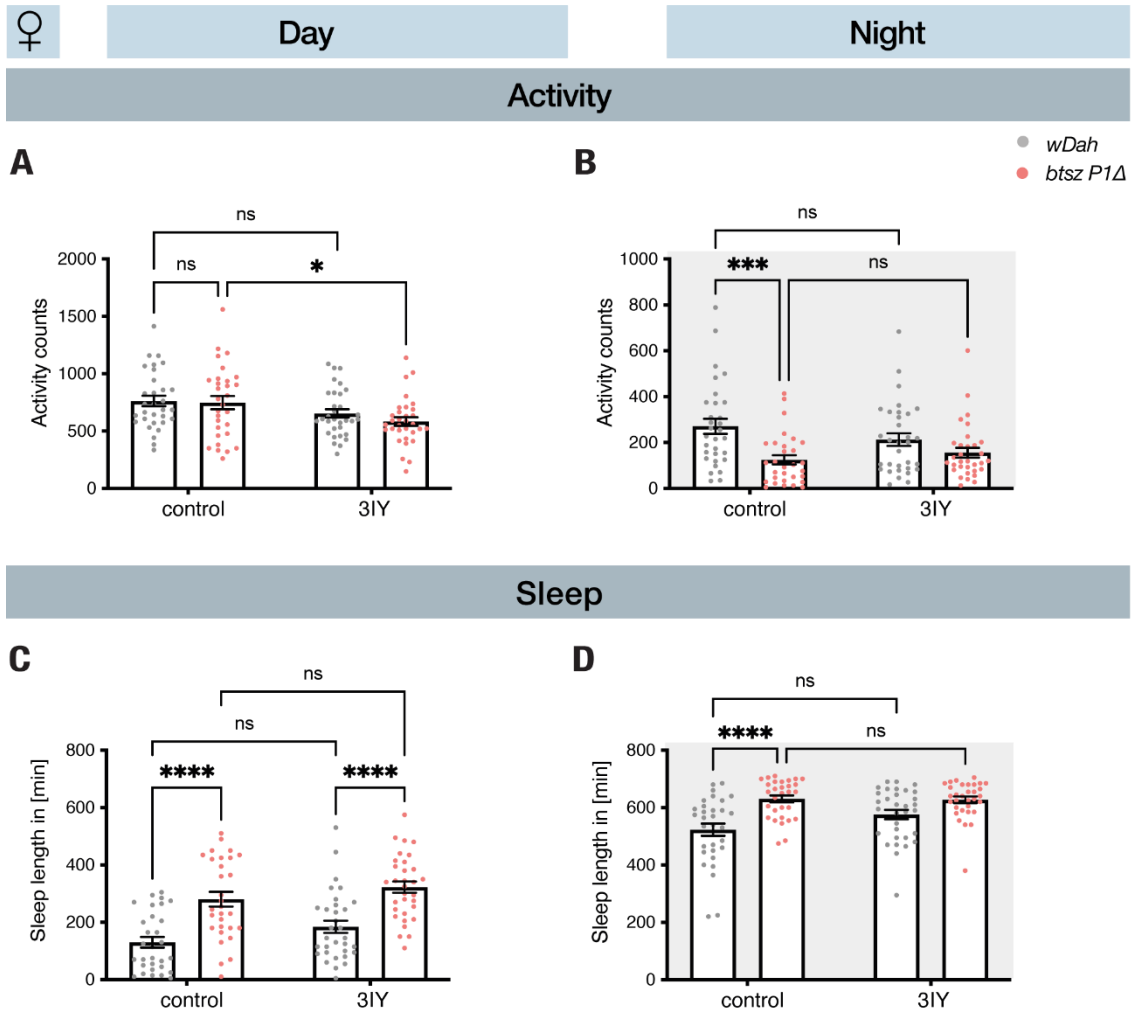 ♀ Day Night
Activity
wDah
btsz P1Δ
A
B
ns
ns
*
2000
1500
1000
500
0
Activity counts
control 3IY
ns
***
ns
1000
800
600
400
200
0
Activity counts
control 3IY
Sleep
C
D
ns
ns
****
****
800
600
400
200
0
Sleep length in [min]
control 3IY
ns
****
ns
800
600
400
200
0
Sleep length in [min]
control 3IY